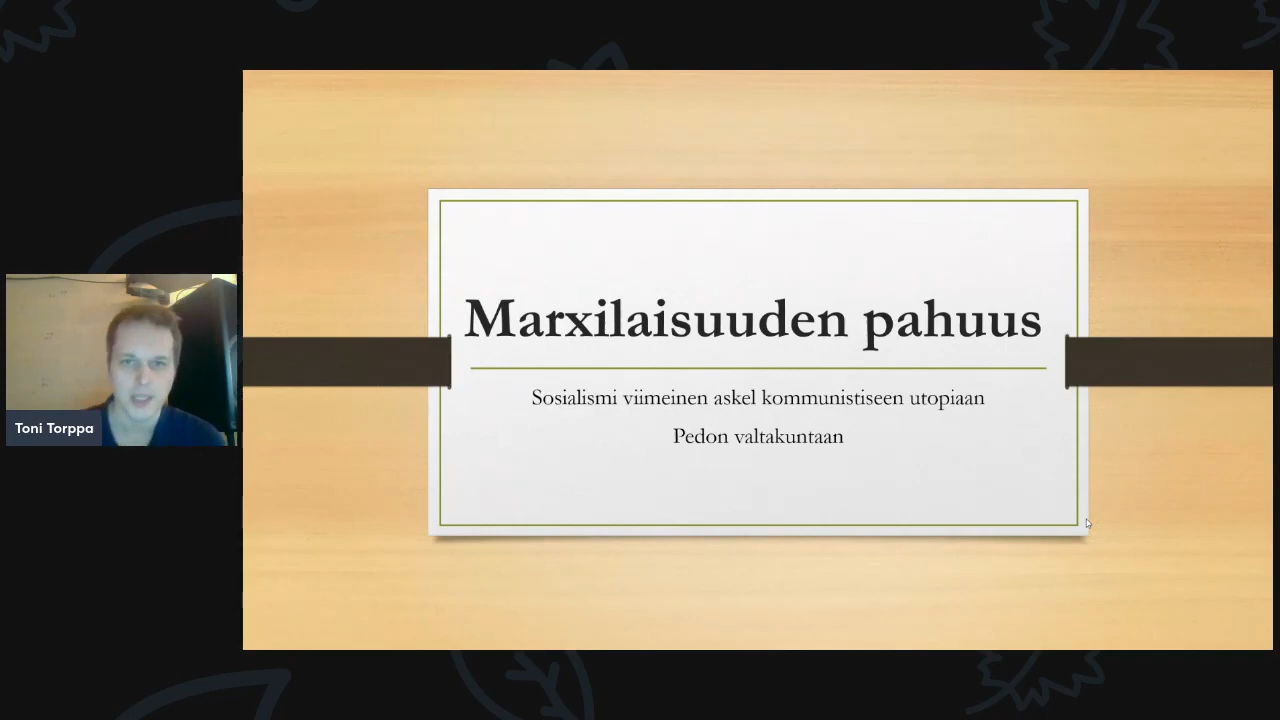 Marxilaisuuden pahuus
Sosialismi viimeinen askel kommunistiseen utopiaan
Pedon valtakuntaan
Toni Torppa